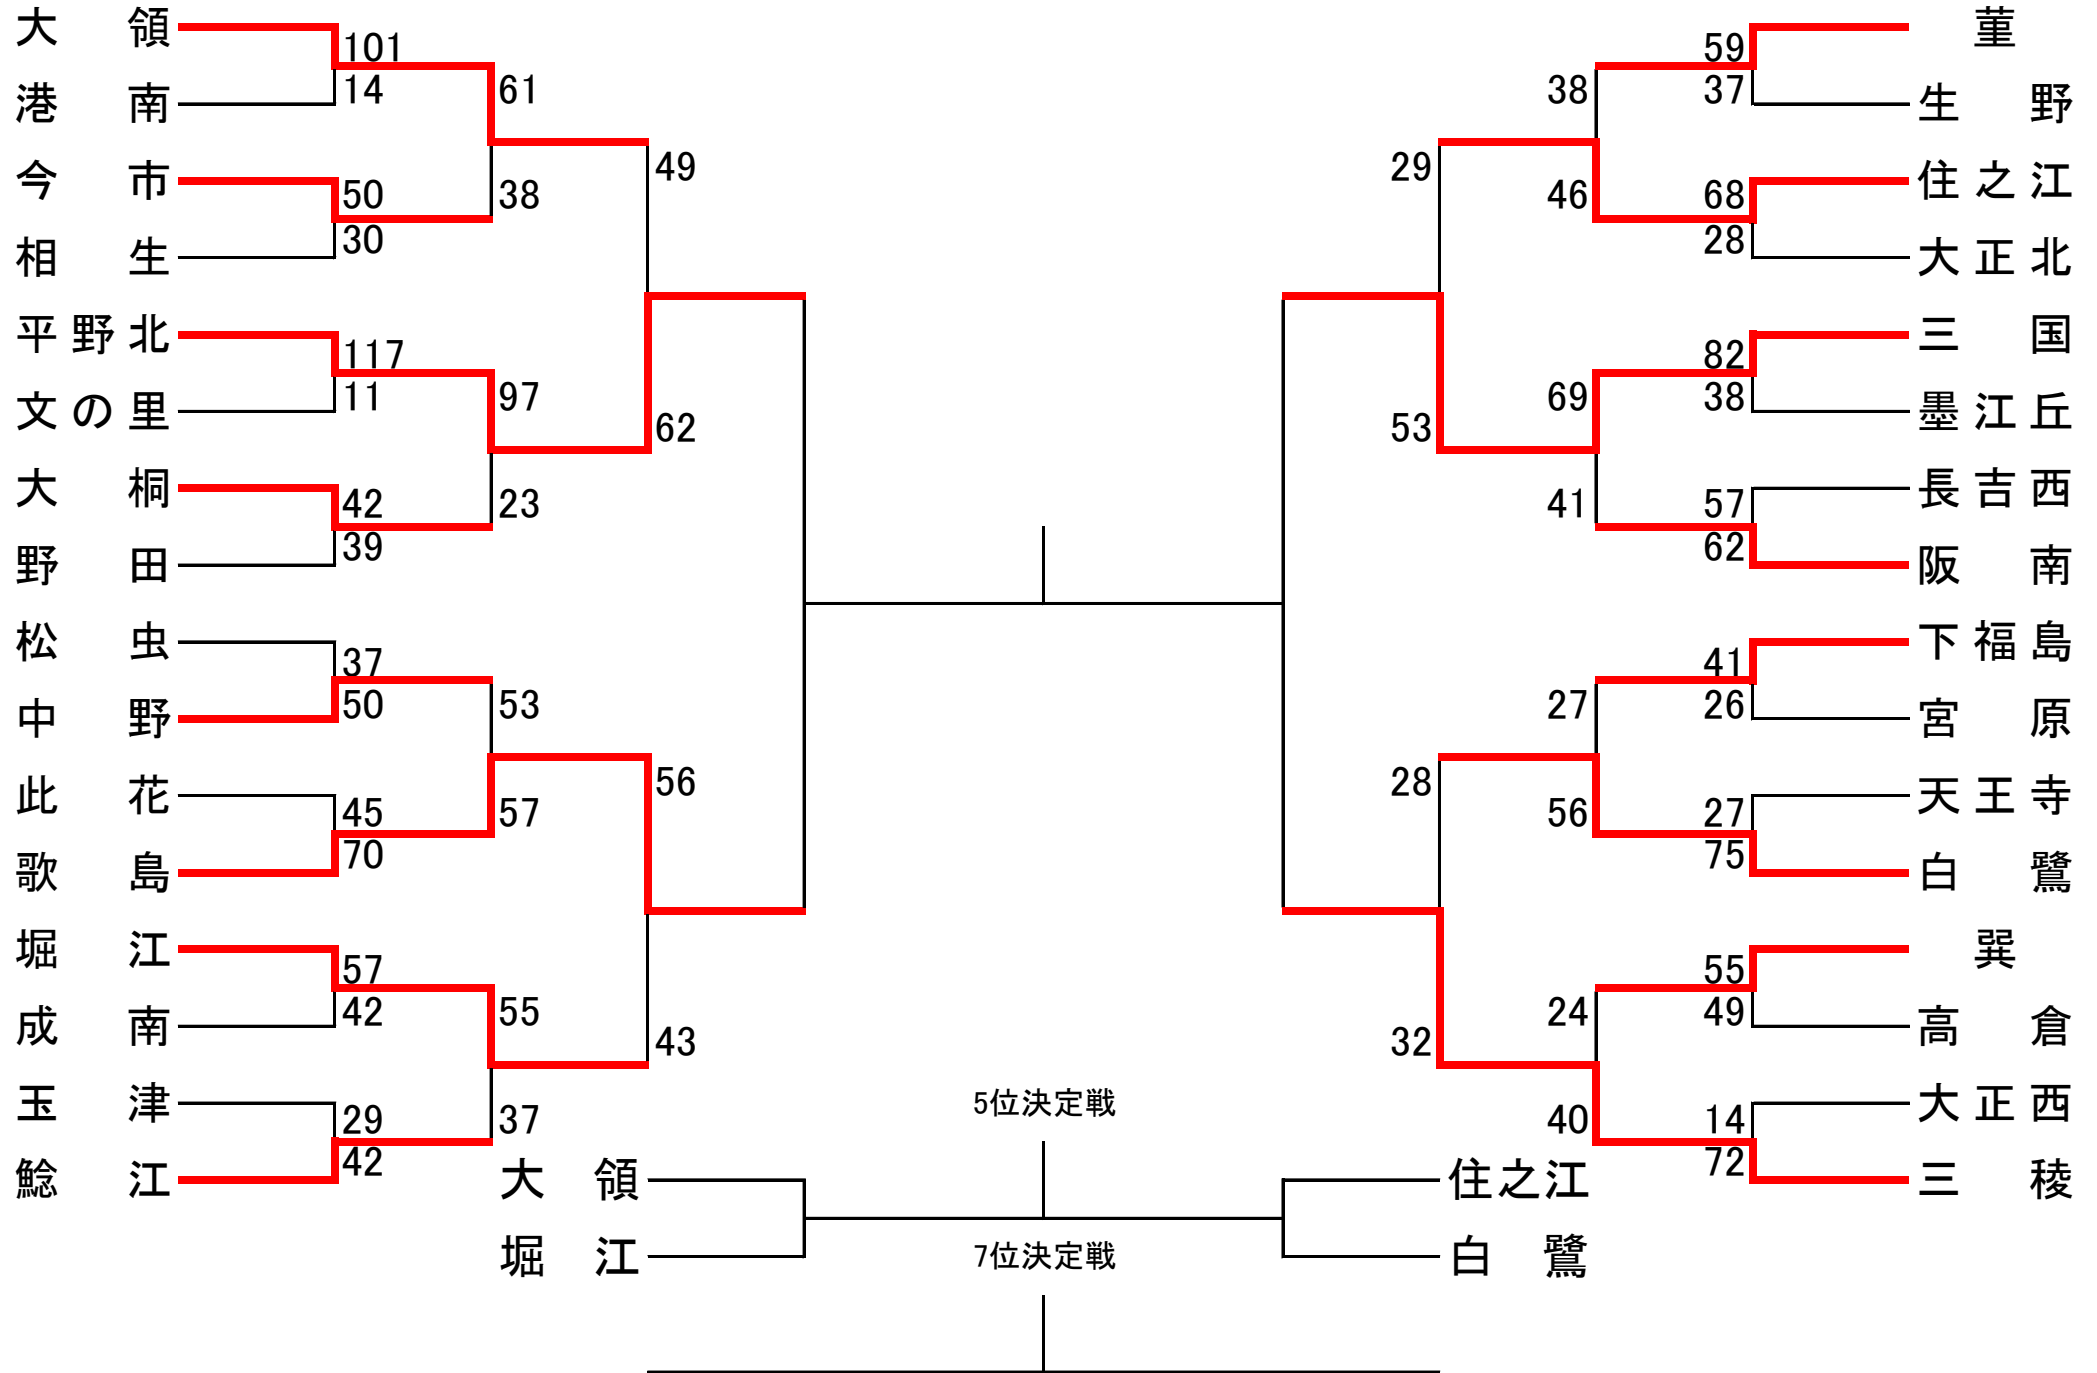 大領
101
14
港南
61
今市
50
30
38
相生
49
平野北
117
11
文の里
97
大桐
42
39
23
野田
62
松虫
37
50
中野
53
此花
45
70
57
歌島
56
堀江
57
42
成南
55
玉津
29
42
37
鯰江
43
菫
59
37
生野
38
住之江
68
28
46
大正北
29
三国
82
38
墨江丘
69
長吉西
57
62
41
阪南
53
下福島
41
26
宮原
27
天王寺
27
75
56
白鷺
28
巽
55
49
高倉
24
大正西
14
72
40
三稜
32
5位決定戦
大領
住之江
堀江
7位決定戦
白鷺